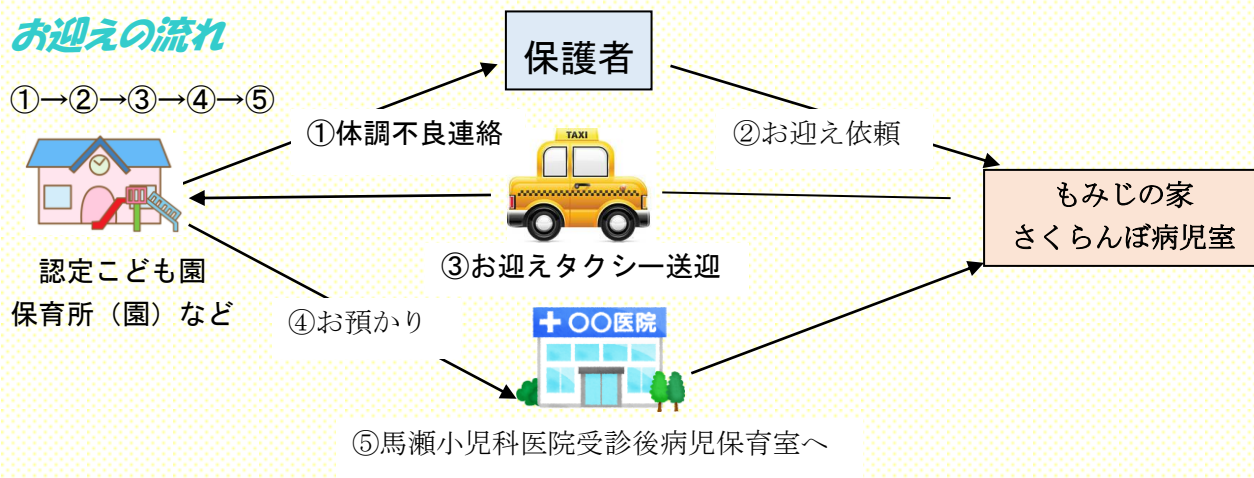 お迎えの流れ
①→②→③→④→⑤
保護者
①体調不良連絡
②お迎え依頼
TAXI
もみじの家
さくらんぼ病児室
③お迎えタクシー送迎
認定こども園
保育所（園）など
④お預かり
〇〇医院
⑤馬瀬小児科医院受診後病児保育室へ